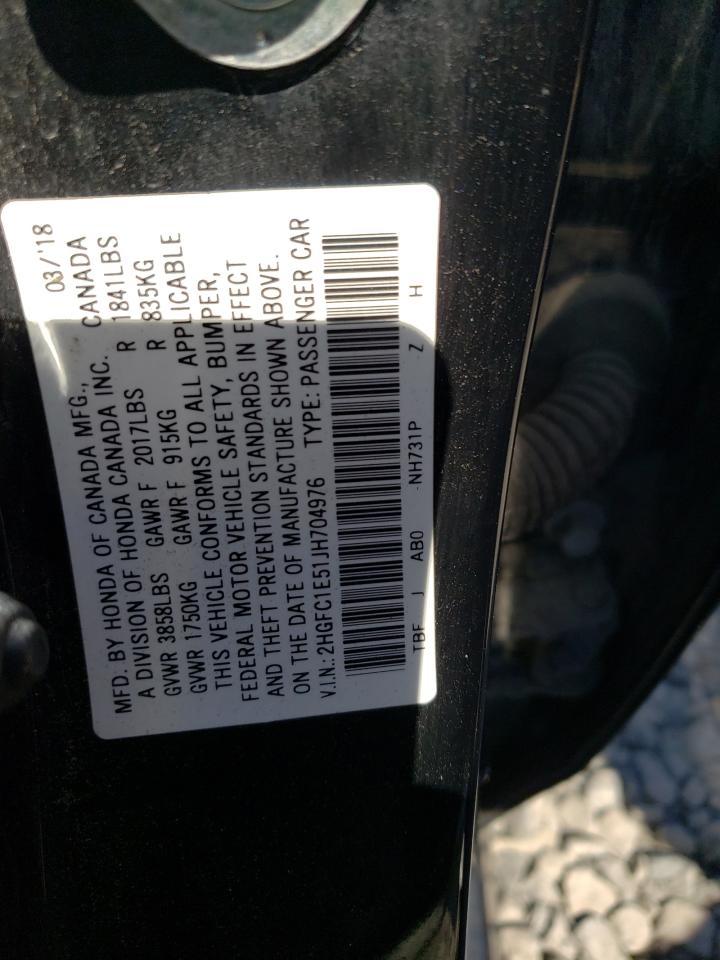 MFD. BY HONDA OF CANADA MFG., 03/'18
A DIVISION OF HONDA CANADA INC. CANADA
GVWR 3858LBS GAWR F 2017LBS R 1841LBS
GVWR 1750KG GAWR F 915KG R 835KG
THIS VEHICLE CONFORMS TO ALL APPLICABLE
FEDERAL MOTOR VEHICLE SAFETY, BUMPER,
AND THEFT PREVENTION STANDARDS IN EFFECT
ON THE DATE OF MANUFACTURE SHOWN ABOVE.
V.I.N.: 2HGFC1E51JH704976 TYPE: PASSENGER CAR
TBF J AB0 -NH731P Z H